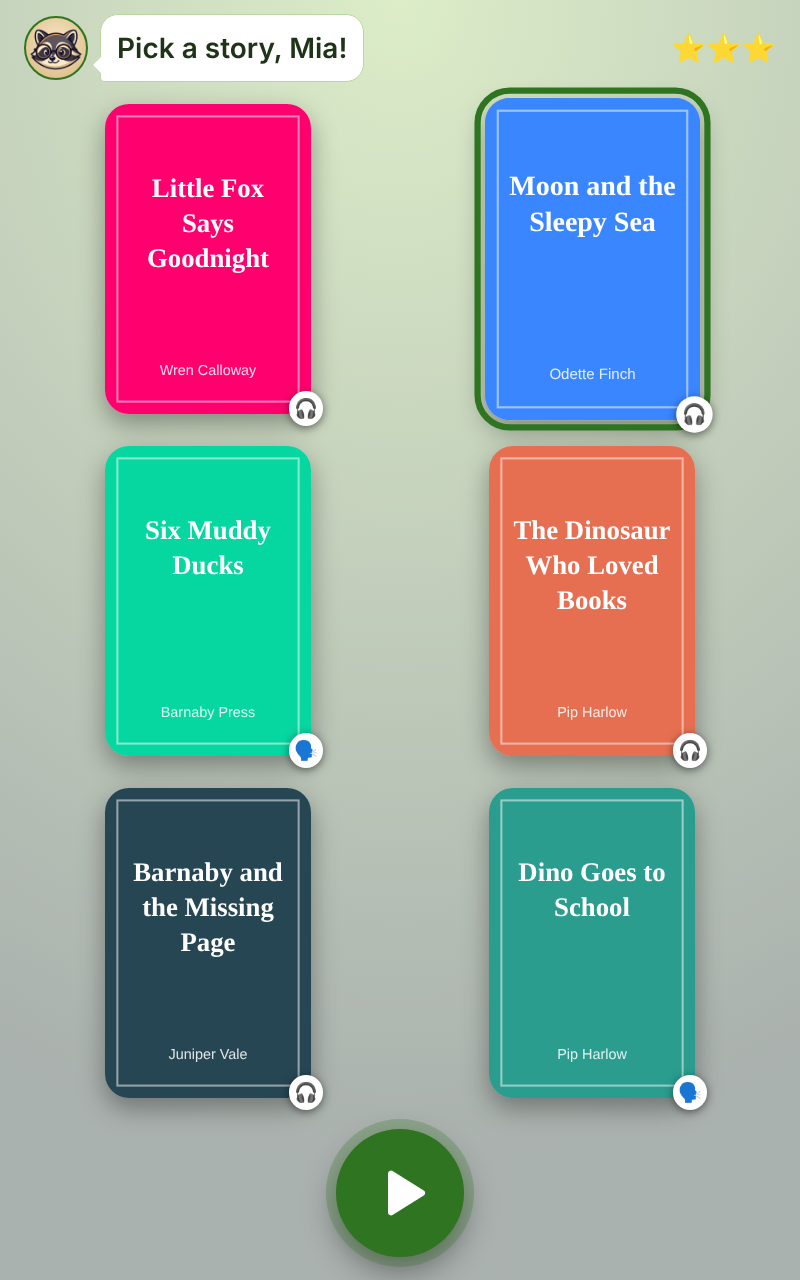 Pick a story, Mia!
Little Fox
Says
Goodnight
Wren Calloway
Moon and the
Sleepy Sea
Odette Finch
Six Muddy
Ducks
Barnaby Press
The Dinosaur
Who Loved
Books
Pip Harlow
Barnaby and
the Missing
Page
Juniper Vale
Dino Goes to
School
Pip Harlow